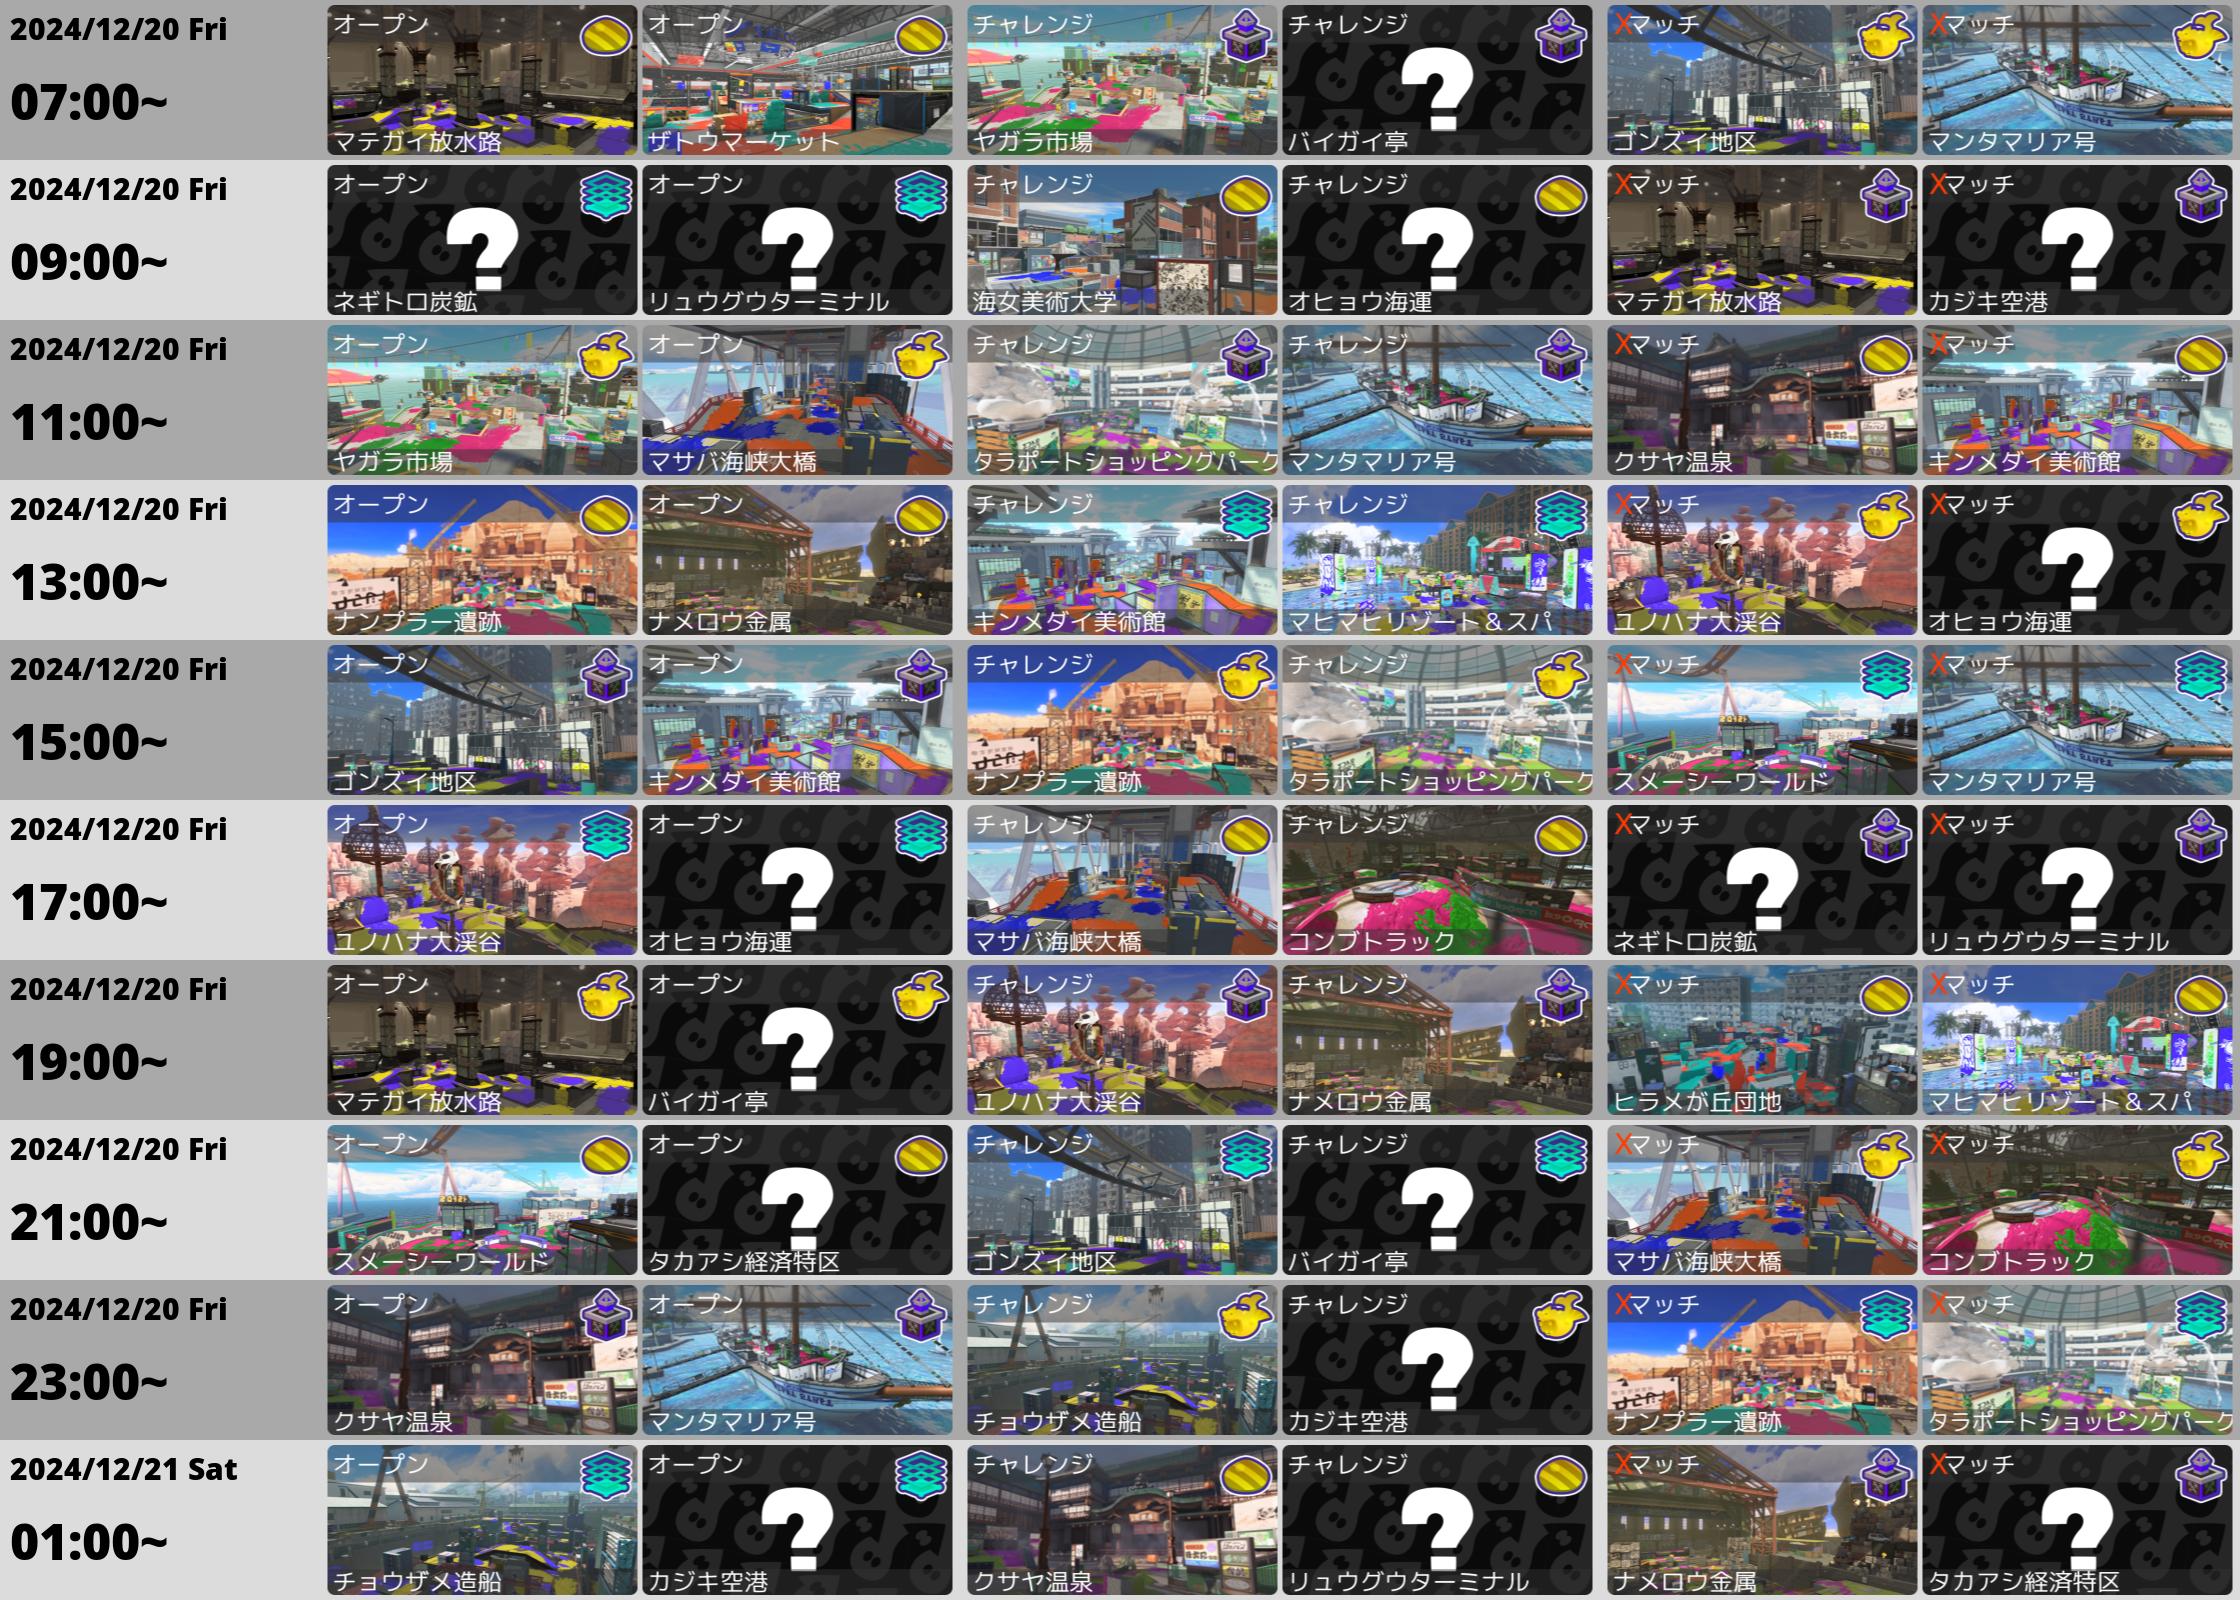 2024/12/20 Fri
07:00~
オープン
マテガイ放水路
オープン
ザトウマーケット
チャレンジ
ヤガラ市場
チャレンジ
?
バイガイ亭
Xマッチ
ゴンズイ地区
Xマッチ
マンタマリア号
2024/12/20 Fri
09:00~
オープン
?
ネギトロ炭鉱
オープン
?
リュウグウターミナル
チャレンジ
海女美術大学
チャレンジ
?
オヒョウ海運
Xマッチ
マテガイ放水路
Xマッチ
?
カジキ空港
2024/12/20 Fri
11:00~
オープン
ヤガラ市場
オープン
マサバ海峡大橋
チャレンジ
タラポートショッピングパーク
チャレンジ
マンタマリア号
Xマッチ
クサヤ温泉
Xマッチ
キンメダイ美術館
2024/12/20 Fri
13:00~
オープン
ナンプラー遺跡
オープン
ナメロウ金属
チャレンジ
キンメダイ美術館
チャレンジ
マヒマヒリゾート＆スパ
Xマッチ
ユノハナ大渓谷
Xマッチ
?
オヒョウ海運
2024/12/20 Fri
15:00~
オープン
ゴンズイ地区
オープン
キンメダイ美術館
チャレンジ
ナンプラー遺跡
チャレンジ
タラポートショッピングパーク
Xマッチ
スメーシーワールド
Xマッチ
マンタマリア号
2024/12/20 Fri
17:00~
オープン
ユノハナ大渓谷
オープン
?
オヒョウ海運
チャレンジ
マサバ海峡大橋
チャレンジ
コンブトラック
Xマッチ
?
ネギトロ炭鉱
Xマッチ
?
リュウグウターミナル
2024/12/20 Fri
19:00~
オープン
マテガイ放水路
オープン
?
バイガイ亭
チャレンジ
ユノハナ大渓谷
チャレンジ
ナメロウ金属
Xマッチ
ヒラメが丘団地
Xマッチ
マヒマヒリゾート＆スパ
2024/12/20 Fri
21:00~
オープン
スメーシーワールド
オープン
?
タカアシ経済特区
チャレンジ
ゴンズイ地区
チャレンジ
?
バイガイ亭
Xマッチ
マサバ海峡大橋
Xマッチ
コンブトラック
2024/12/20 Fri
23:00~
オープン
クサヤ温泉
オープン
マンタマリア号
チャレンジ
チョウザメ造船
チャレンジ
?
カジキ空港
Xマッチ
ナンプラー遺跡
Xマッチ
タラポートショッピングパーク
2024/12/21 Sat
01:00~
オープン
チョウザメ造船
オープン
?
カジキ空港
チャレンジ
クサヤ温泉
チャレンジ
?
リュウグウターミナル
Xマッチ
ナメロウ金属
Xマッチ
?
タカアシ経済特区